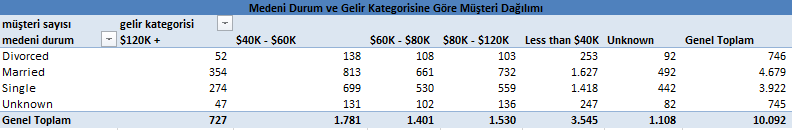 Medeni Durum ve Gelir Kategorisine Göre Müşteri Dağılımı
müşteri sayısı gelir kategorisi
medeni durum $120K + $40K - $60K $60K - $80K $80K - $120K Less than $40K Unknown Genel Toplam
Divorced 52 138 108 103 253 92 746
Married 354 813 661 732 1.627 492 4.679
Single 274 699 530 559 1.418 442 3.922
Unknown 47 131 102 136 247 82 745
Genel Toplam 727 1.781 1.401 1.530 3.545 1.108 10.092